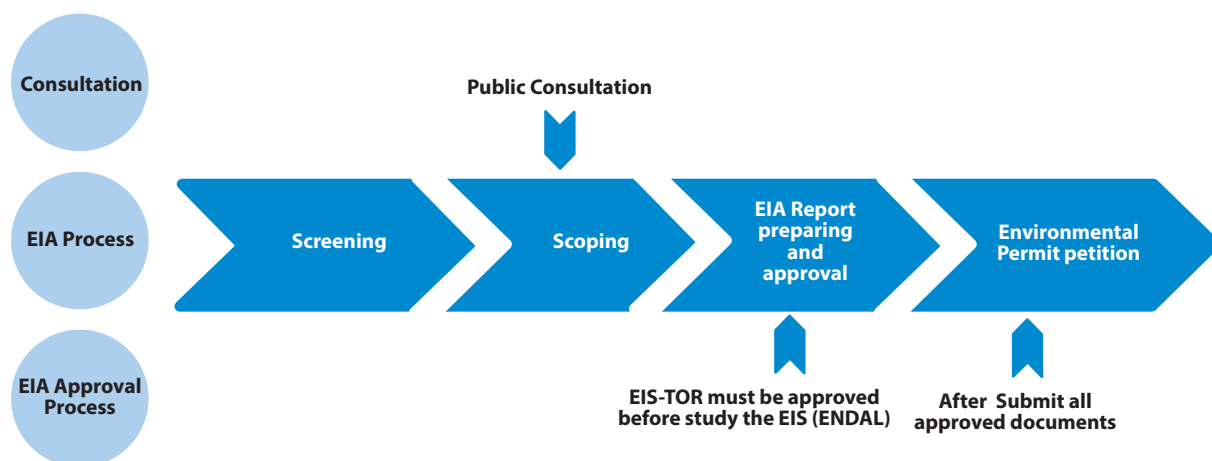 Consultation
Public Consultation
EIA Process
Screening
Scoping
EIA Report
preparing
and
approval
Environmental
Permit petition
EIA Approval
Process
EIS-TOR must be approved
before study the EIS (ENDAL)
After Submit all
approved documents